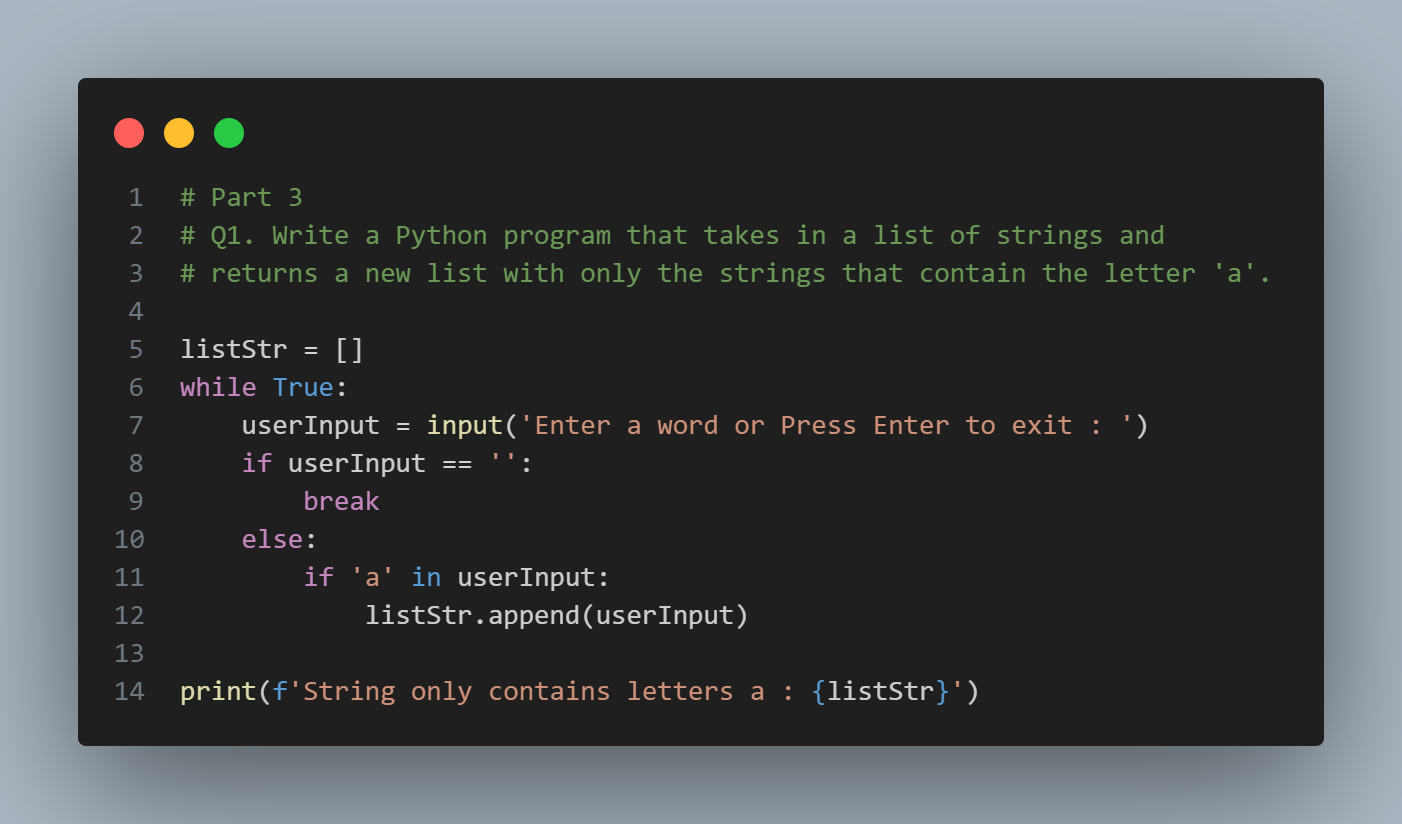 1 # Part 3
2 # Q1. Write a Python program that takes in a list of strings and
3 # returns a new list with only the strings that contain the letter 'a'.
4
5 listStr = []
6 while True:
7     userInput = input('Enter a word or Press Enter to exit : ')
8     if userInput == '':
9         break
10     else:
11         if 'a' in userInput:
12             listStr.append(userInput)
13
14 print(f'String only contains letters a : {listStr}')